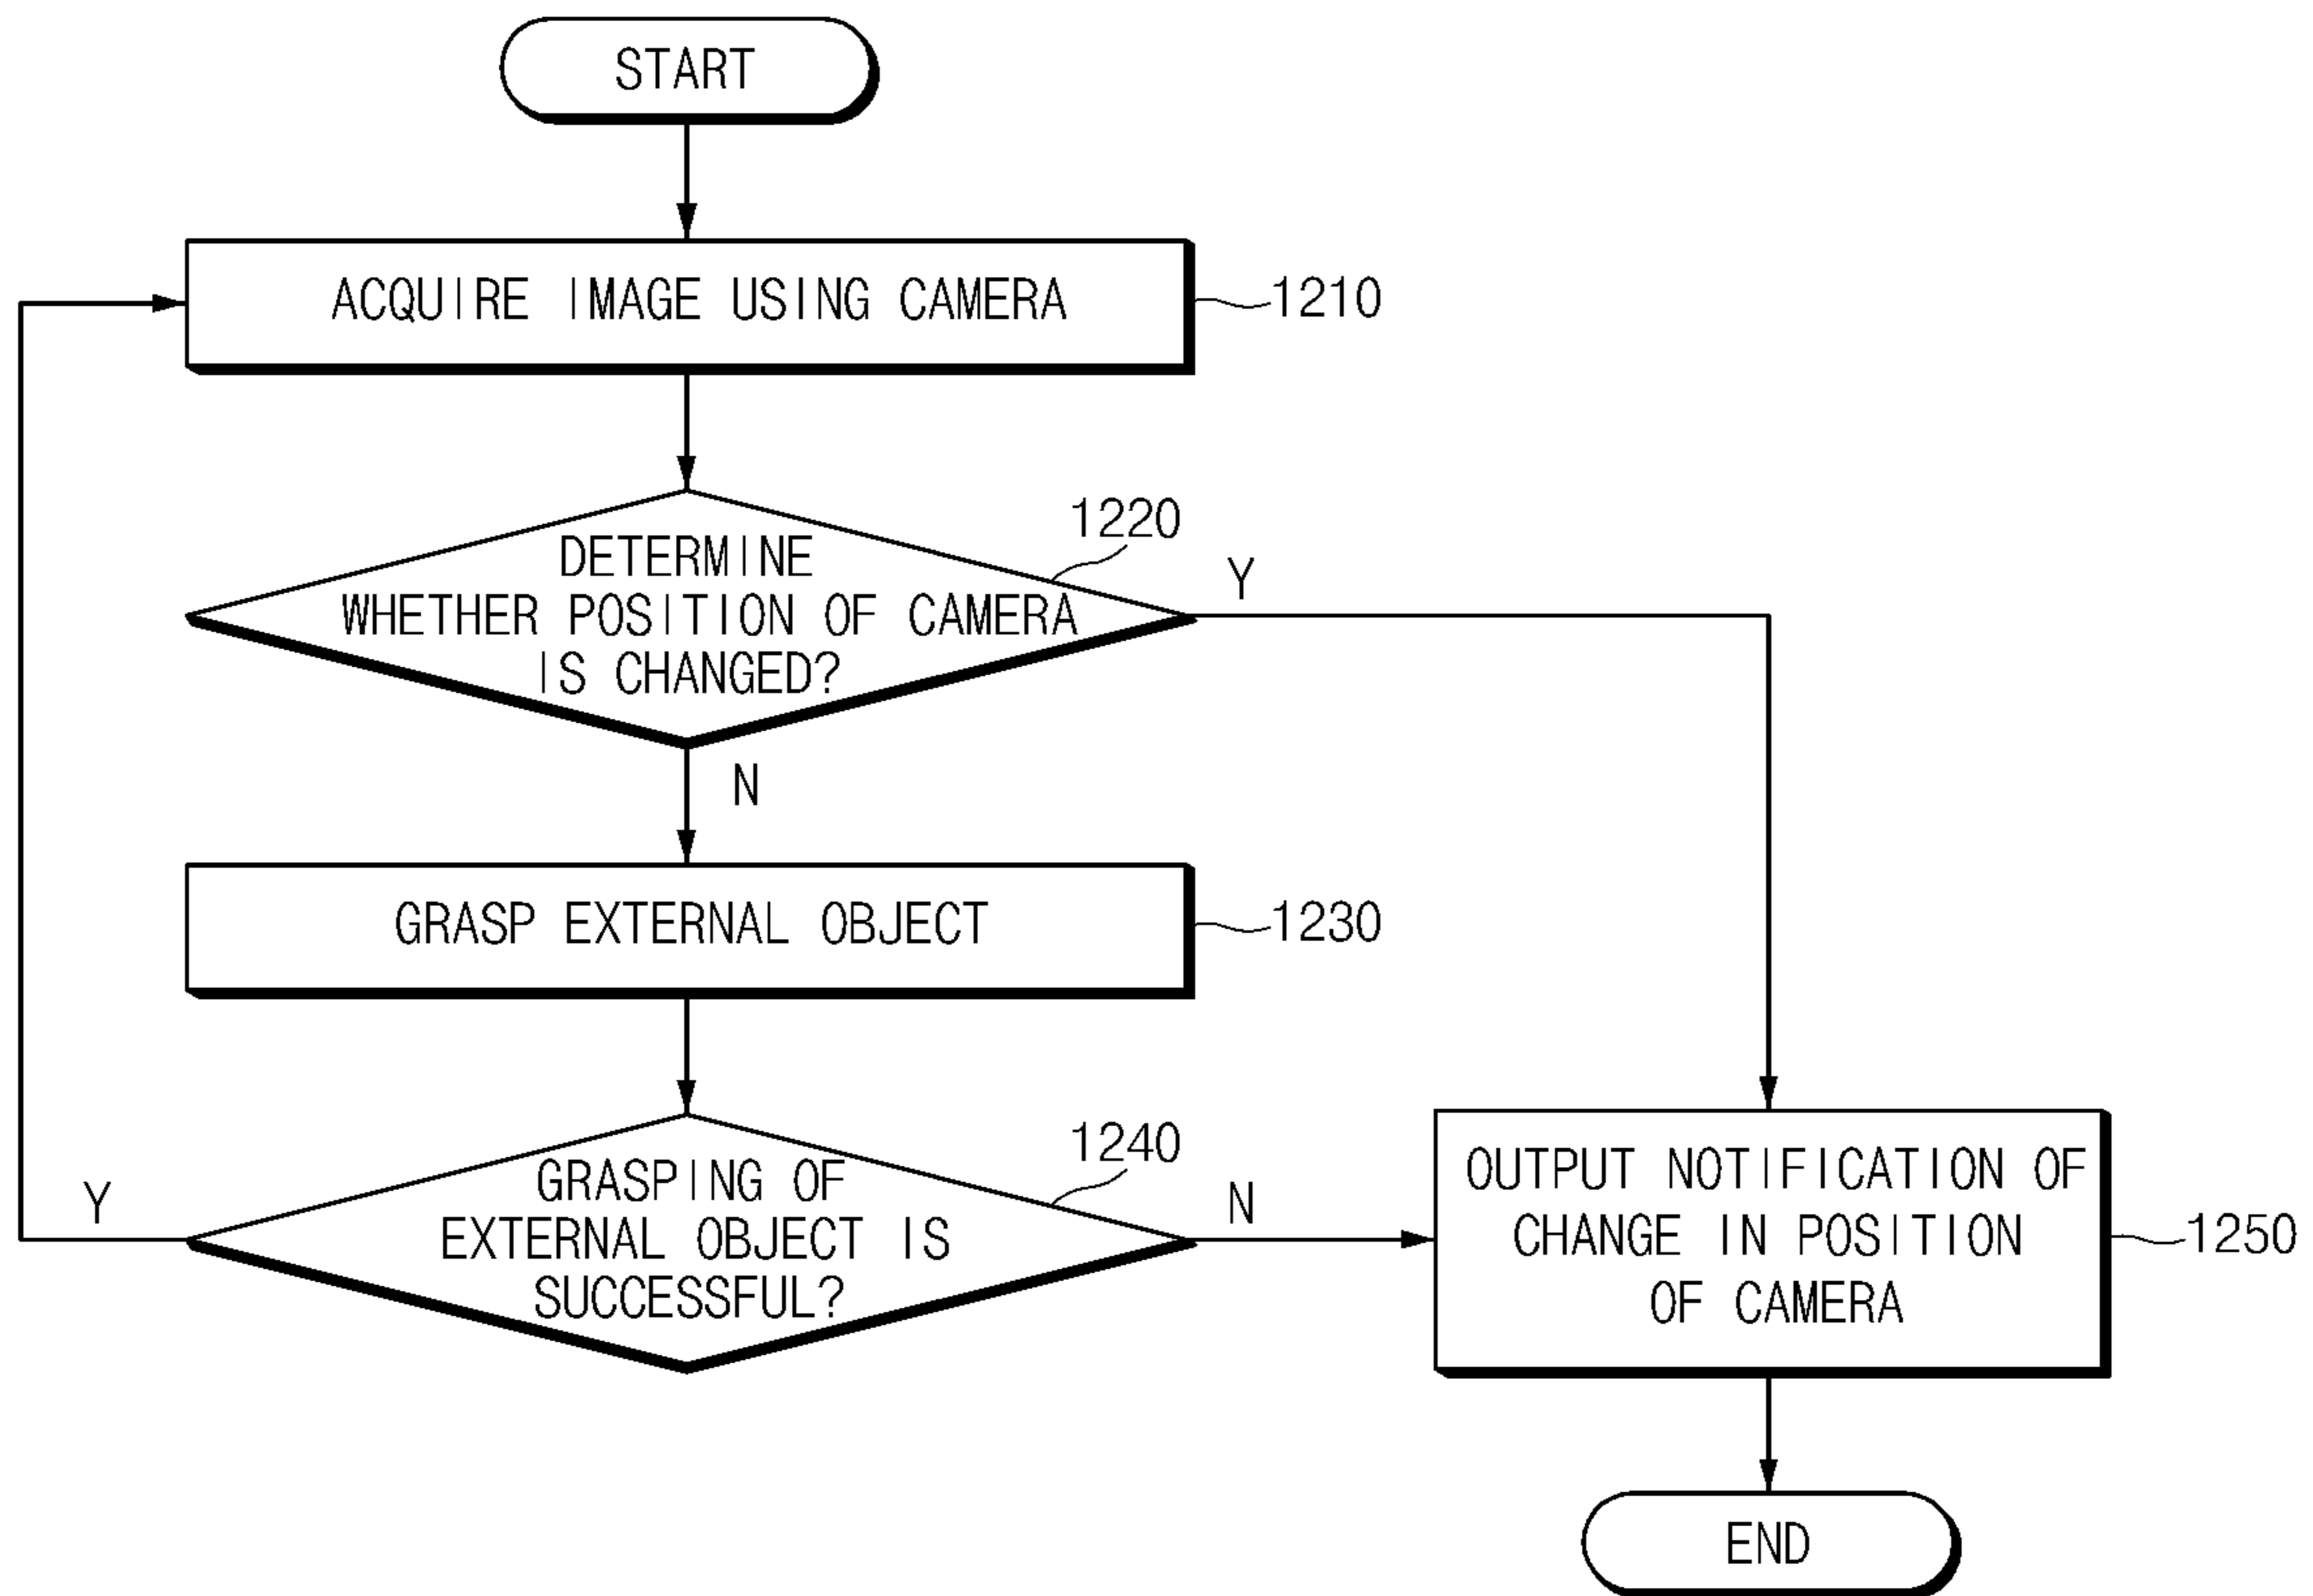 START
ACQUIRE IMAGE USING CAMERA
1210
1220
DETERMINE
WHETHER POSITION OF CAMERA
IS CHANGED?
Y
N
GRASP EXTERNAL OBJECT
1230
1240
GRASPING OF
EXTERNAL OBJECT IS
SUCCESSFUL?
Y
N
OUTPUT NOTIFICATION OF
CHANGE IN POSITION
OF CAMERA
1250
END